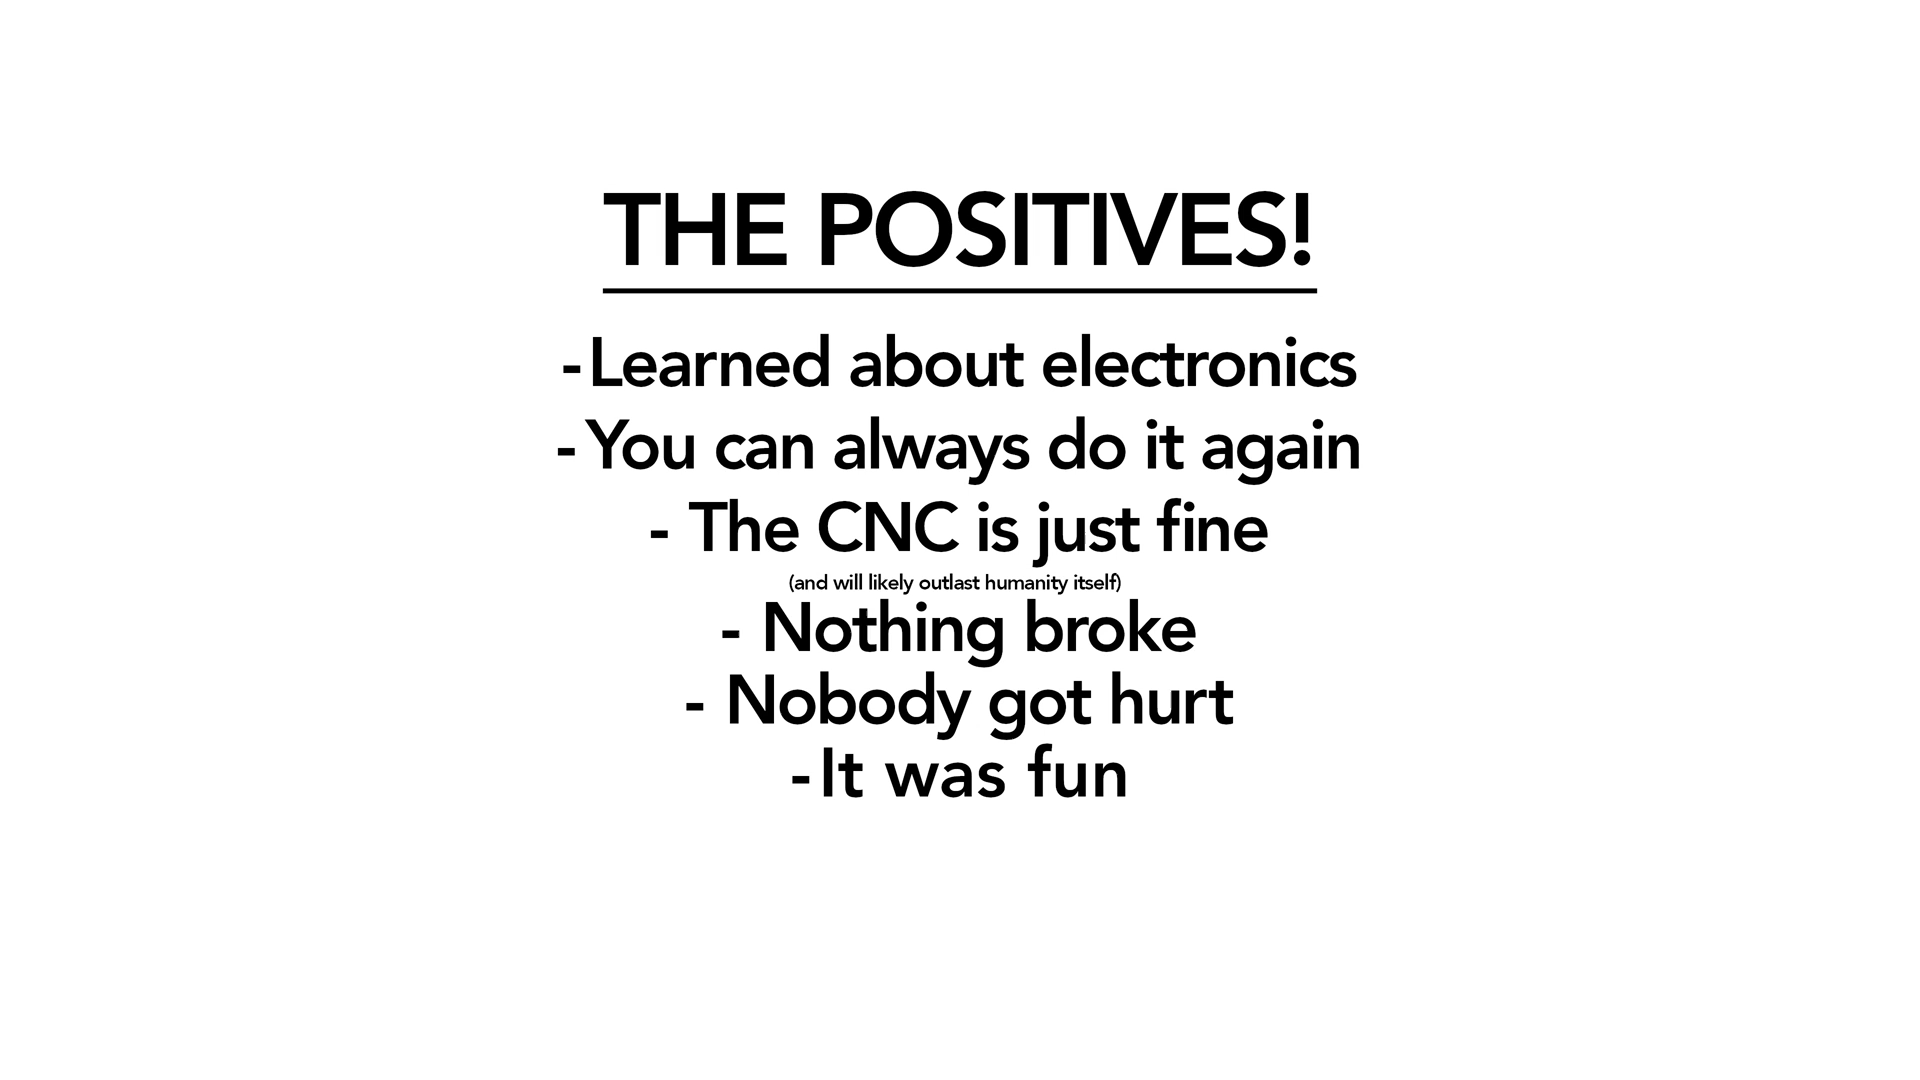 THE POSITIVES!
-Learned about electronics
- You can always do it again
- The CNC is just fine
(and will likely outlast humanity itself)
- Nothing broke
- Nobody got hurt
-It was fun